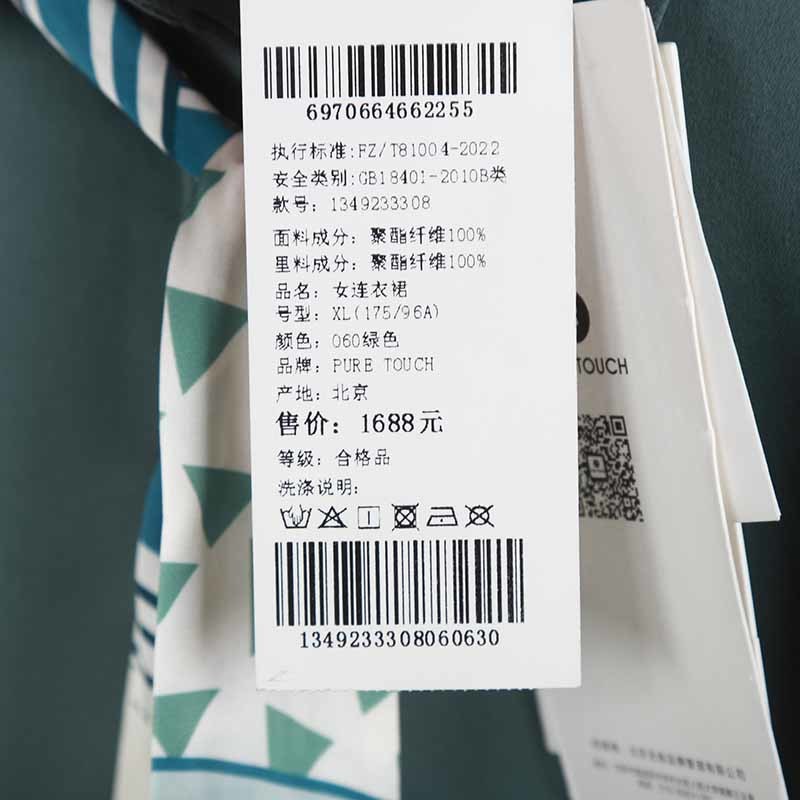 6970664662255
执行标准:FZ/T81004-2022
安全类别:GB18401-2010B类
款号: 1349233308
面料成分: 聚酯纤维100%
里料成分: 聚酯纤维100%
品名: 女连衣裙
号型: XL(175/96A)
颜色: 060绿色
品牌: PURE TOUCH
产地: 北京
售价: 1688元
等级: 合格品
洗涤说明:
1349233308060630
TOUCH